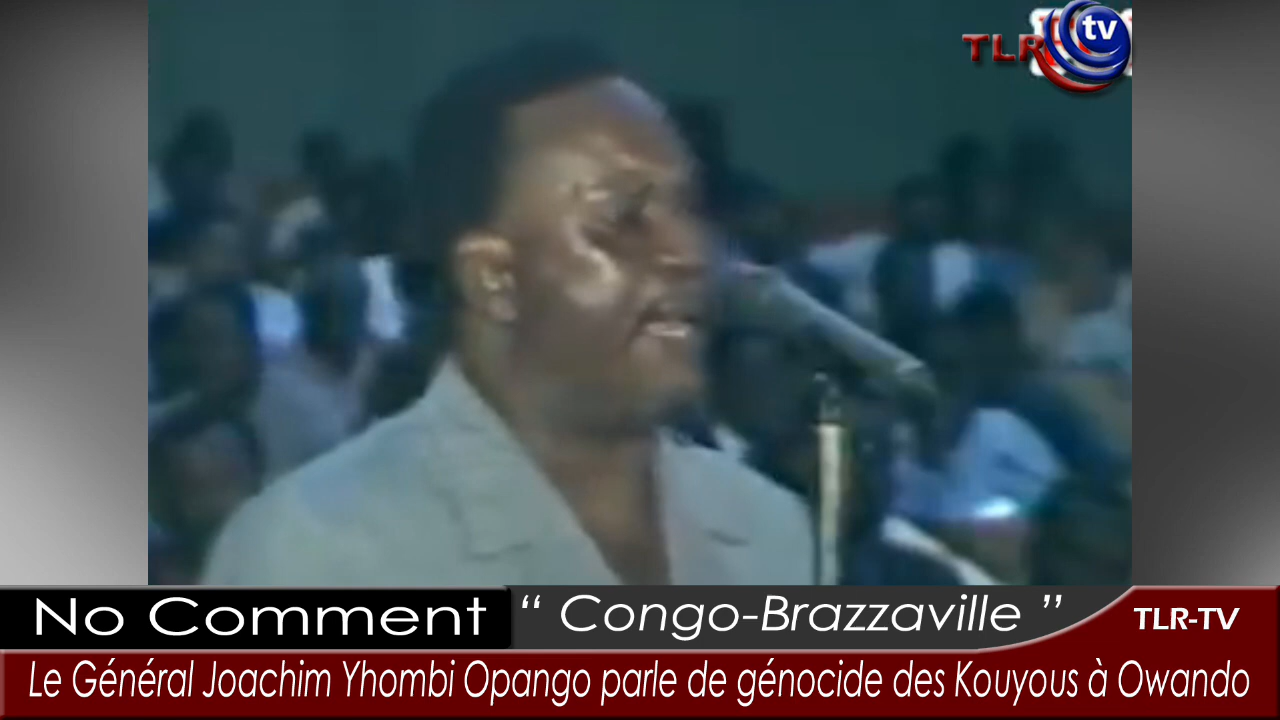 TLR tv
No Comment “ Congo-Brazzaville ” TLR-TV
Le Général Joachim Yhombi Opango parle de génocide des Kouyous à Owando